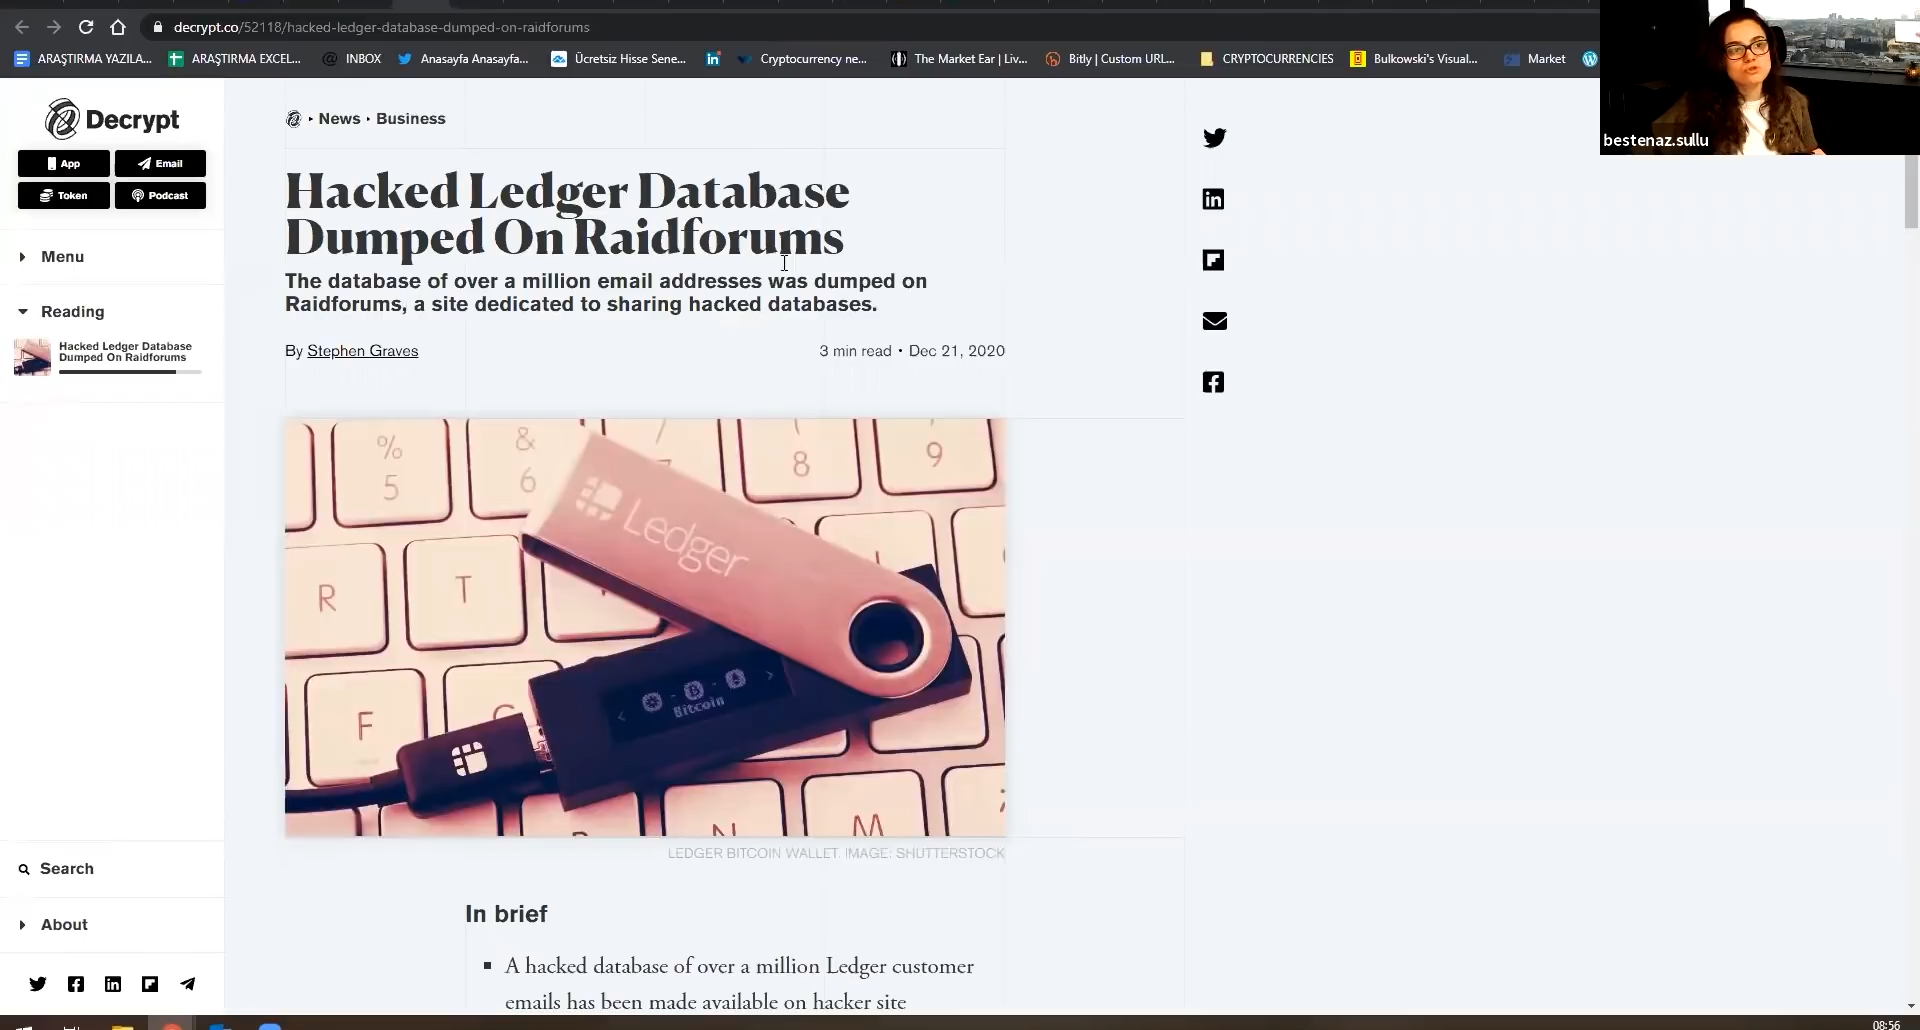 decrypt.co/52118/hacked-ledger-database-dumped-on-raidforums
ARAŞTIRMA YAZILA...
ARAŞTIRMA EXCEL...
INBOX
Anasayfa Anasayfa...
Ücretsiz Hisse Sene...
Cryptocurrency ne...
The Market Ear | Liv...
Bitly | Custom URL...
CRYPTOCURRENCIES
Bulkowski's Visual...
Market
bestenaz.sullu
Decrypt
App
Email
Token
Podcast
Menu
Reading
Hacked Ledger Database
Dumped On Raidforums
Search
About
News
Business
Hacked Ledger Database
Dumped On Raidforums
The database of over a million email addresses was dumped on
Raidforums, a site dedicated to sharing hacked databases.
By Stephen Graves
3 min read • Dec 21, 2020
%
5
&
6
7
8
9
Ledger
R
T
F
Bitcoin
N
M
LEDGER BITCOIN WALLET. IMAGE: SHUTTERSTOCK
In brief
A hacked database of over a million Ledger customer
emails has been made available on hacker site
08:56